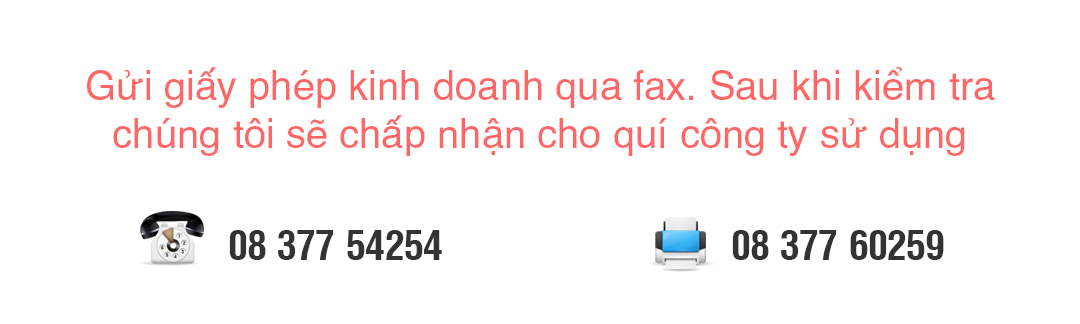 Gửi giấy phép kinh doanh qua fax. Sau khi kiểm tra
chúng tôi sẽ chấp nhận cho quí công ty sử dụng
08 377 54254
08 377 60259